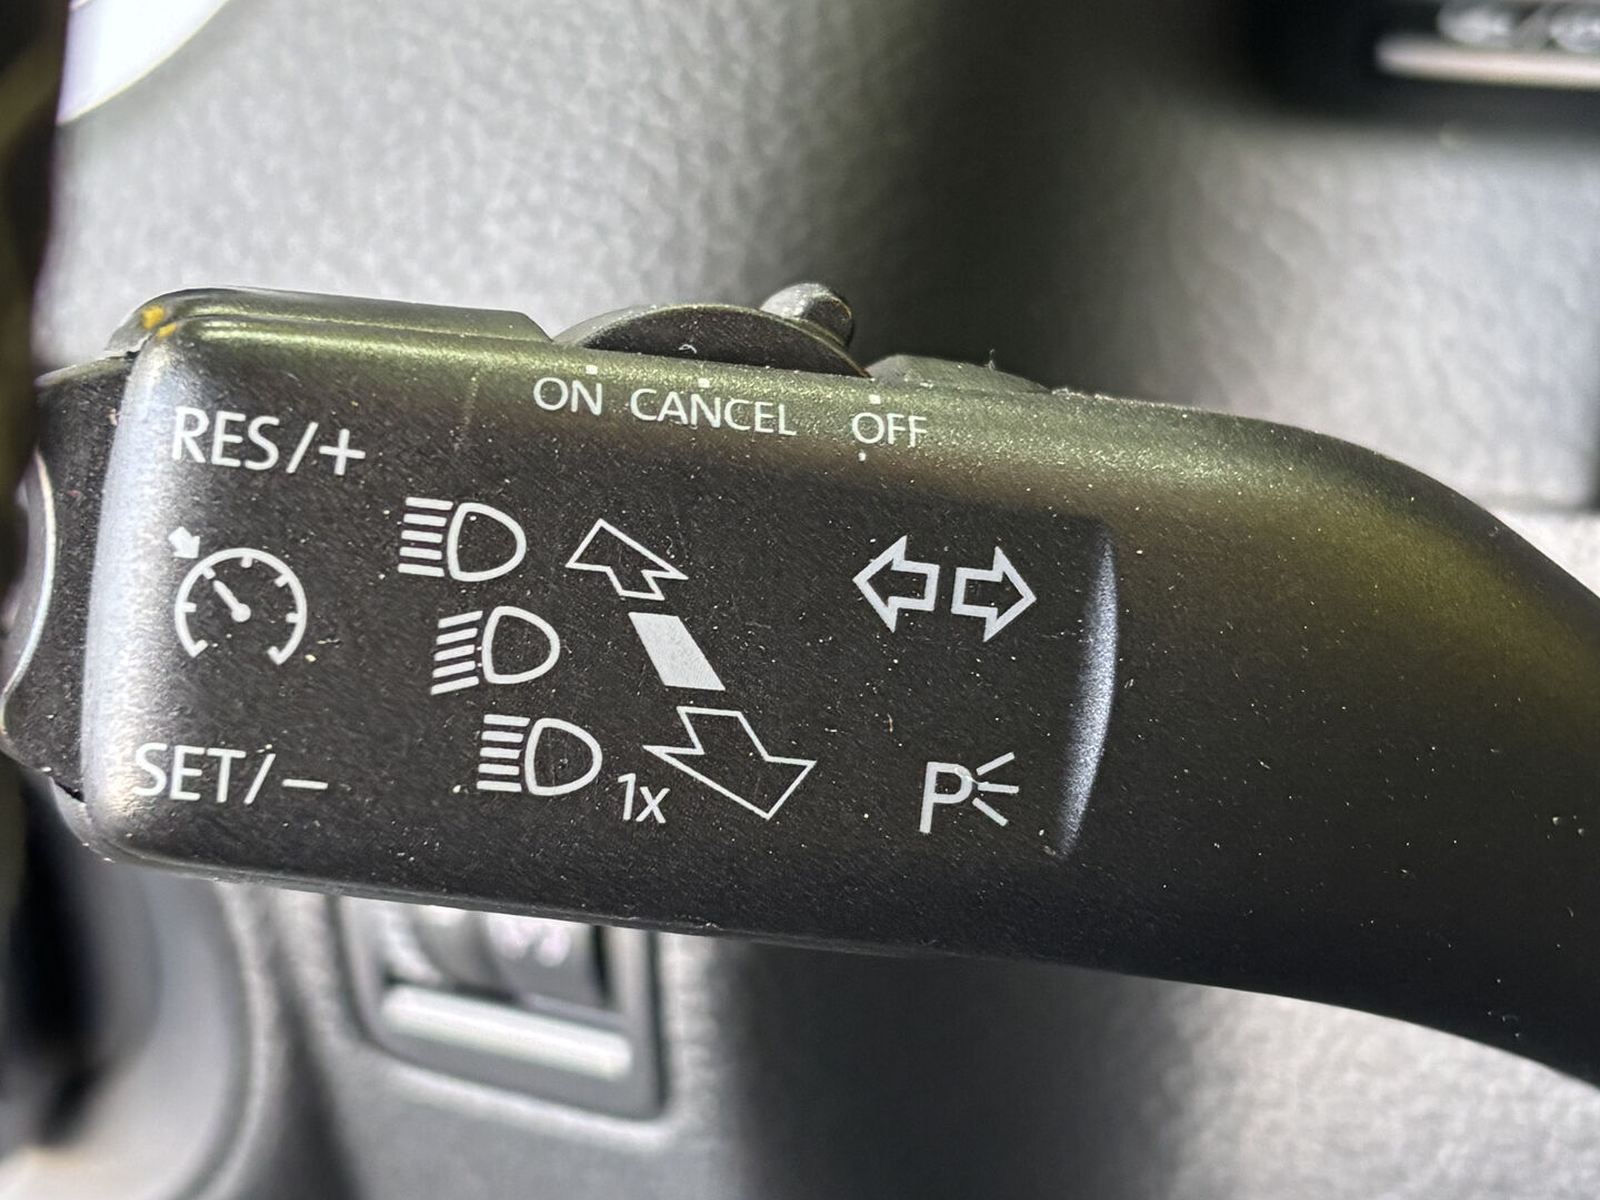 ON CANCEL OFF
RES/+
SET/−
1x
P